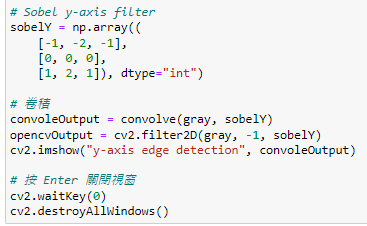 # Sobel y-axis filter
sobelY = np.array((
    [-1, -2, -1],
    [0, 0, 0],
    [1, 2, 1]), dtype="int")
# 卷積
convoleOutput = convolve(gray, sobelY)
opencvOutput = cv2.filter2D(gray, -1, sobelY)
cv2.imshow("y-axis edge detection", convoleOutput)
# 按 Enter 關閉視窗
cv2.waitKey(0)
cv2.destroyAllWindows()